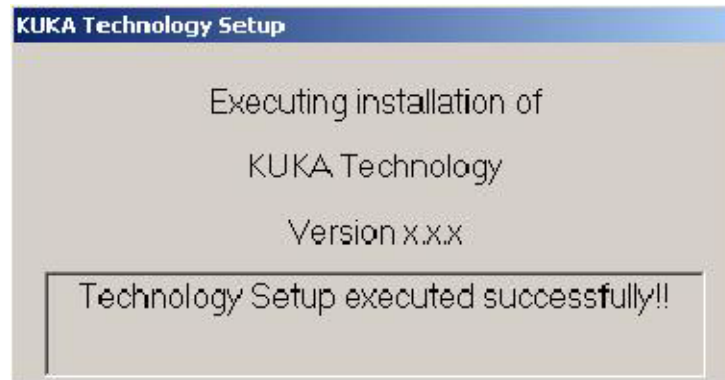 KUKA Technology Setup
Executing installation of
KUKA Technology
Version x.x.x
Technology Setup executed successfully!!